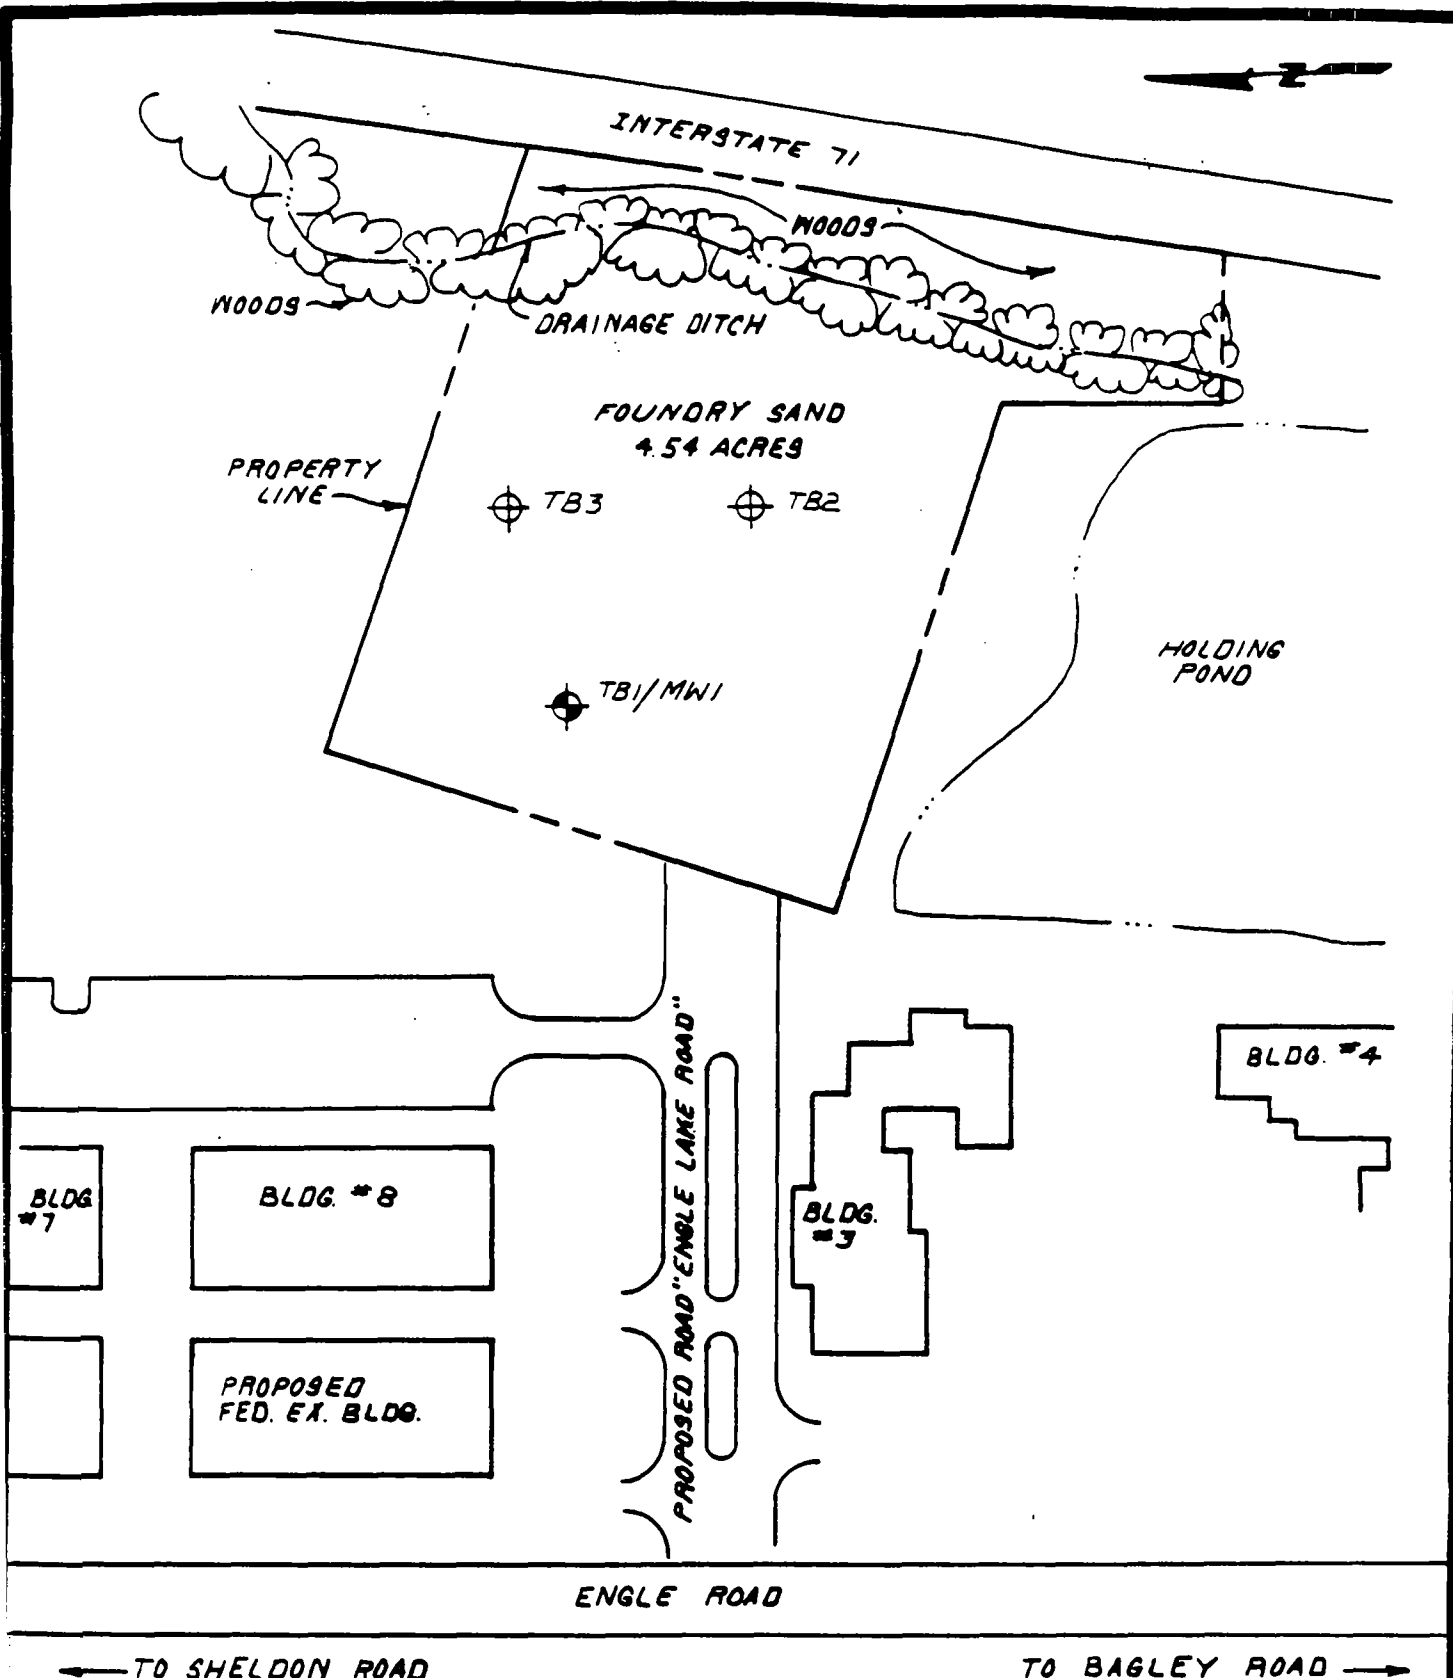 N
INTERSTATE 71
WOODS
WOODS
DRAINAGE DITCH
FOUNDRY SAND
4.54 ACRES
PROPERTY
LINE
TB3
TB2
TB1/MW1
HOLDING
POND
PROPOSED ROAD "ENGLE LAKE ROAD"
BLDG. #4
BLDG
#7
BLDG. #8
BLDG.
#3
PROPOSED
FED. EX. BLDG.
ENGLE ROAD
TO SHELDON ROAD
TO BAGLEY ROAD